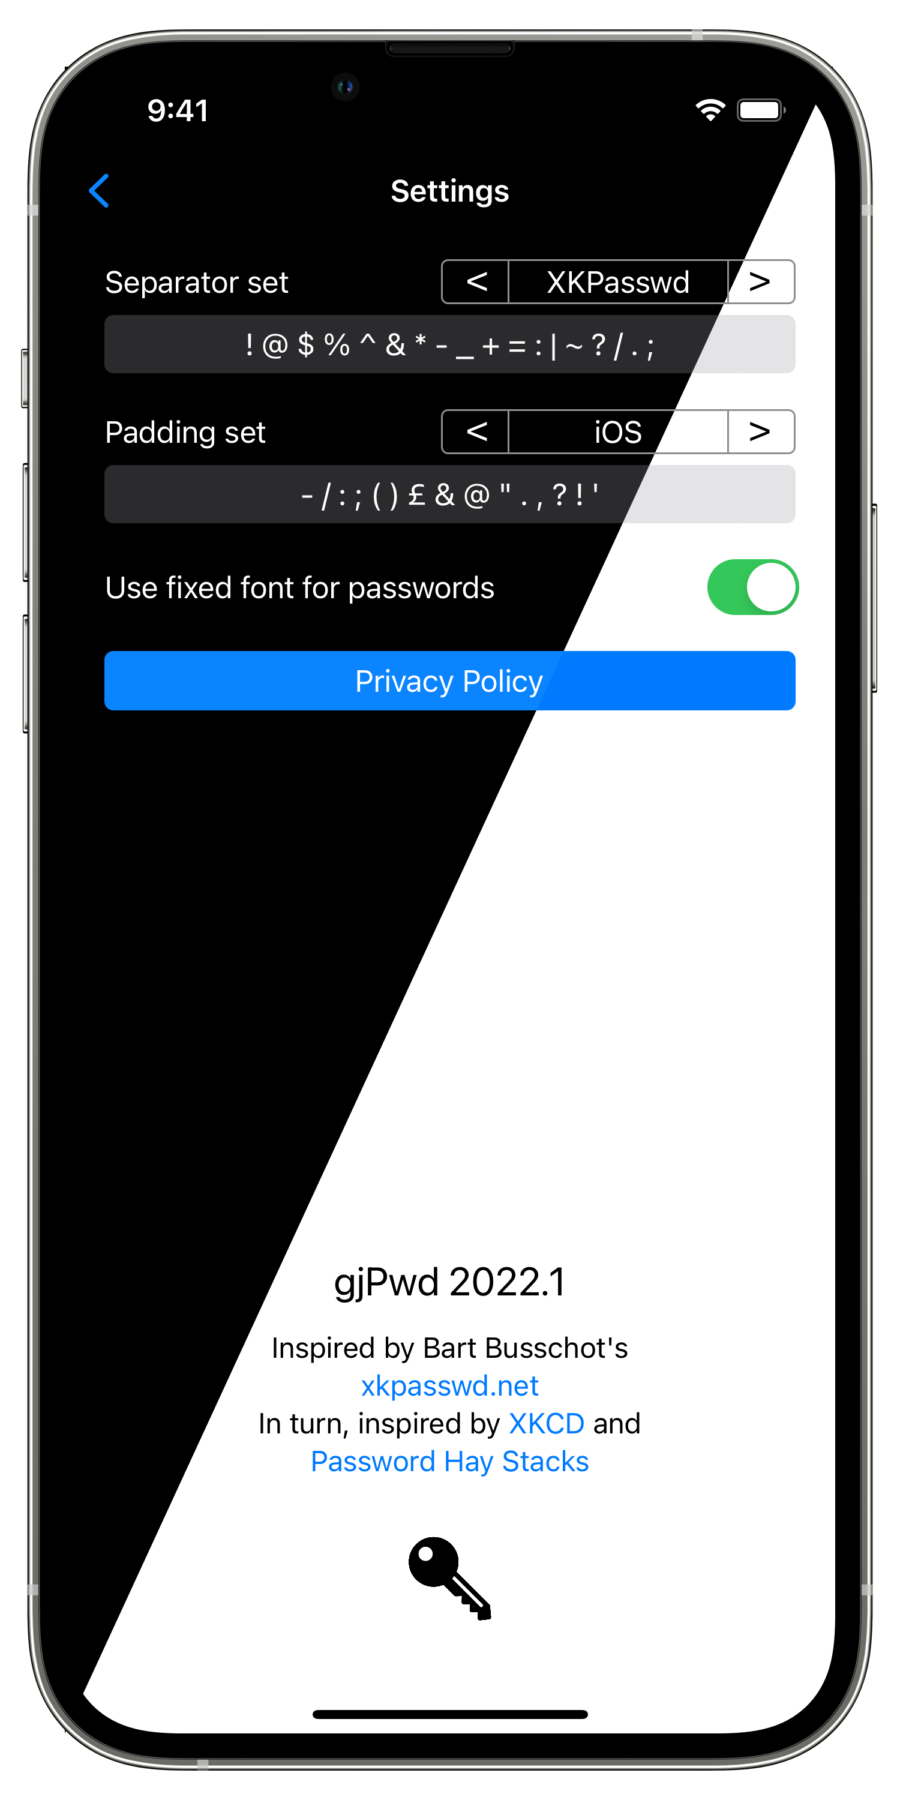 9:41
Settings
Separator set < XKPasswd >
! @ $ % ^ & * - _ + = : | ~ ? / . ;
Padding set < iOS >
- / : ; ( ) £ & @ " . , ? ! '
Use fixed font for passwords
Privacy Policy
gjPwd 2022.1
Inspired by Bart Busschot's
xkpasswd.net
In turn, inspired by XKCD and
Password Hay Stacks